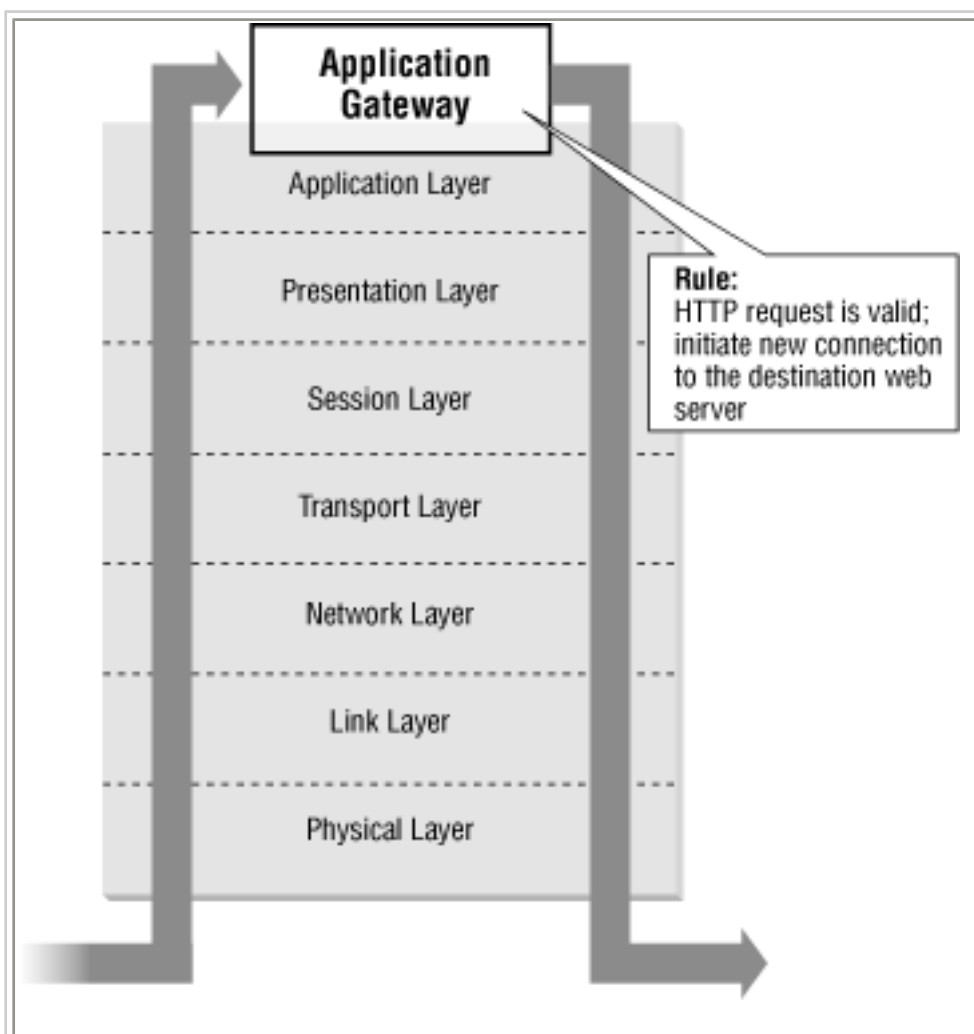 Application
Gateway
Application Layer
Presentation Layer
Rule:
HTTP request is valid;
initiate new connection
to the destination web
server
Session Layer
Transport Layer
Network Layer
Link Layer
Physical Layer